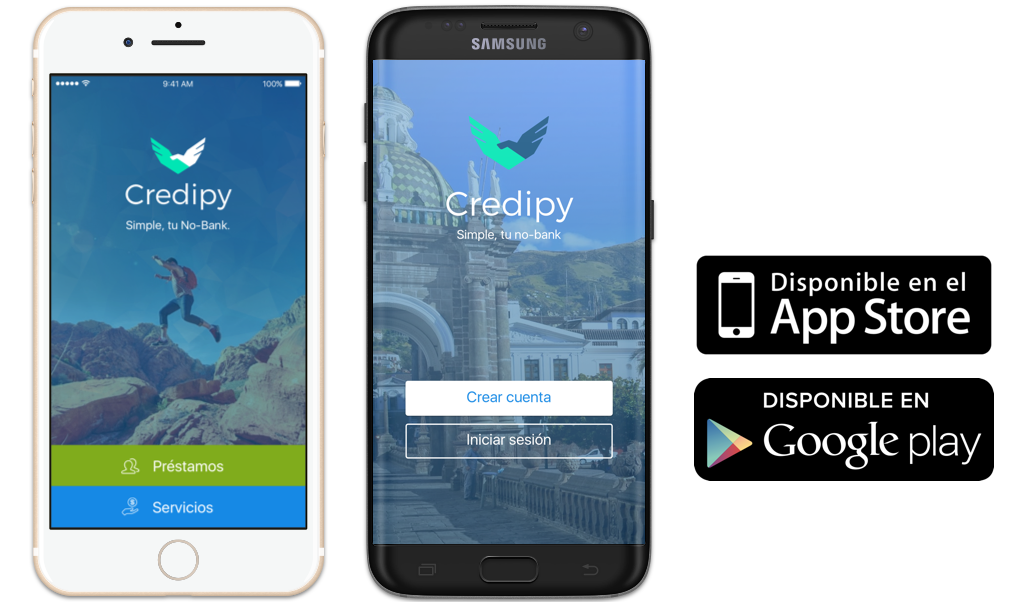 9:41 AM
100%
Credipy
Simple, tu No-Bank.
Préstamos
Servicios
SAMSUNG
Credipy
Simple, tu no-bank
Crear cuenta
Iniciar sesión
Disponible en el
App Store
DISPONIBLE EN
Google play